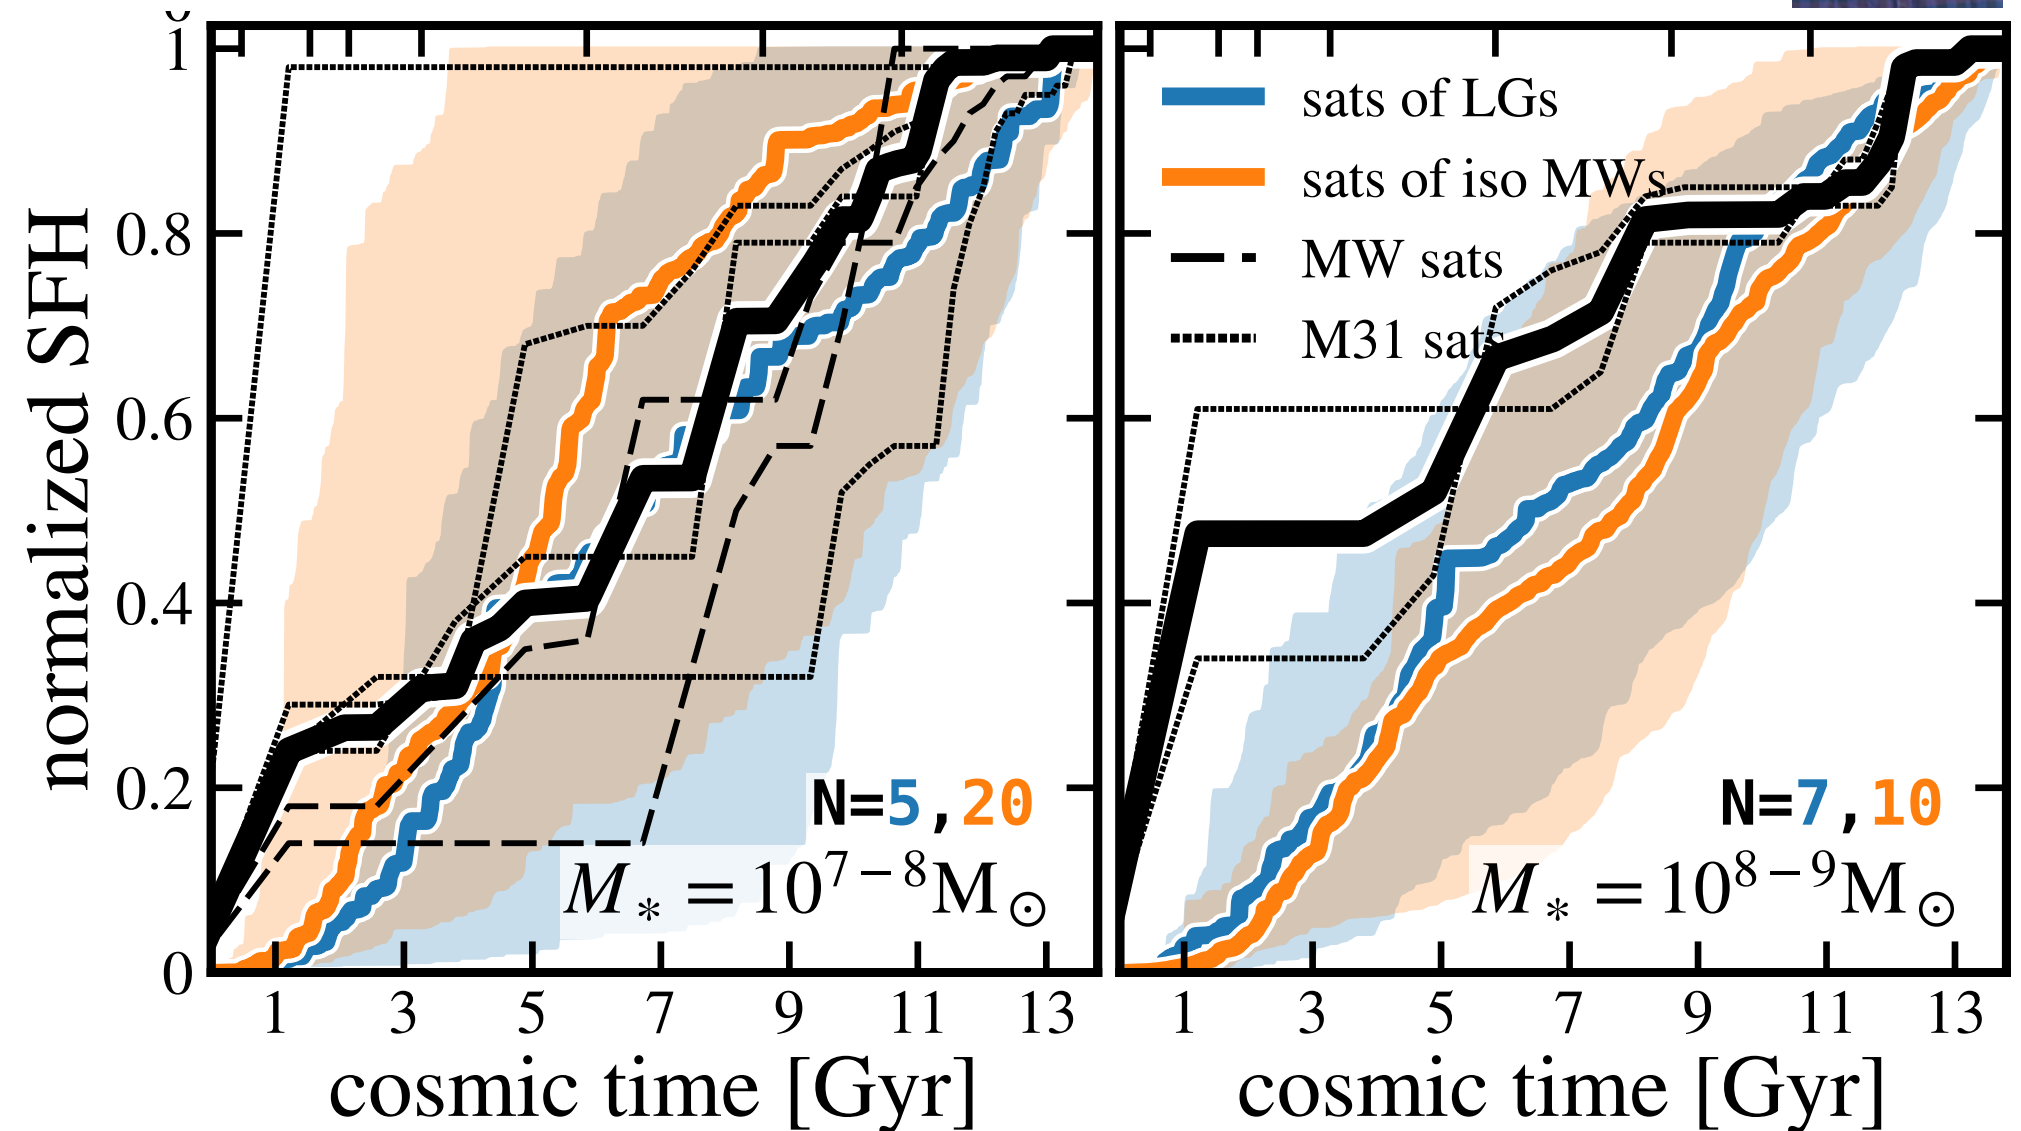 normalized SFH
1
0.8
0.6
0.4
0.2
0
sats of LGs
sats of iso MWs
MW sats
M31 sats
N=5,20
M* = 10^{7−8}M⊙
N=7,10
M* = 10^{8−9}M⊙
1 3 5 7 9 11 13
1 3 5 7 9 11 13
cosmic time [Gyr]
cosmic time [Gyr]